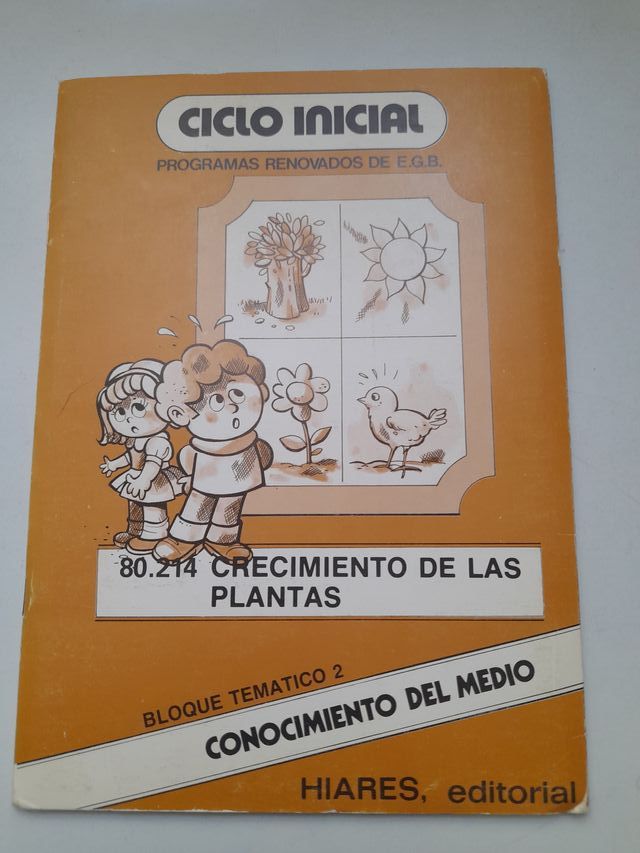 CICLO INICIAL
PROGRAMAS RENOVADOS DE E.G.B.
80.214 CRECIMIENTO DE LAS
PLANTAS
BLOQUE TEMATICO 2
CONOCIMIENTO DEL MEDIO
HIARES, editorial